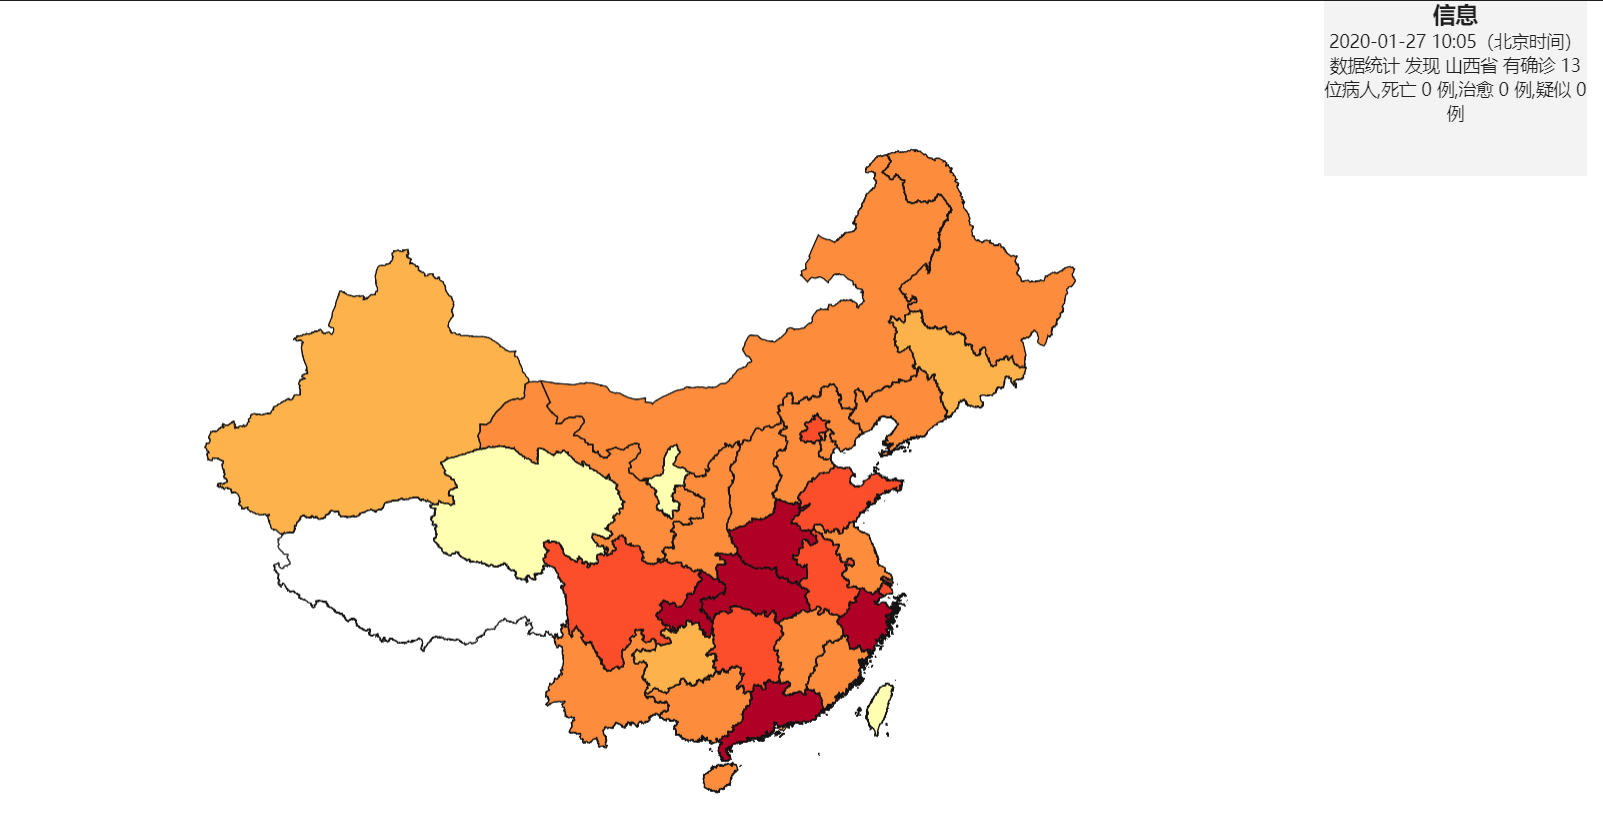 信息
2020-01-27 10:05（北京时间）
数据统计 发现 山西省 有确诊 13
位病人,死亡 0 例,治愈 0 例,疑似 0
例